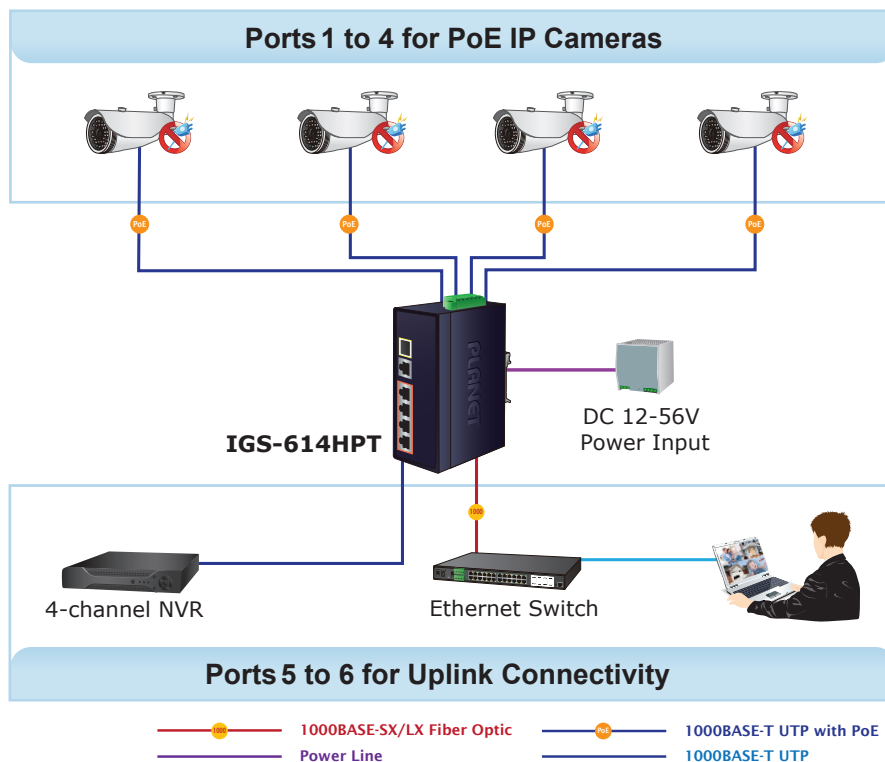 Ports 1 to 4 for PoE IP Cameras
PoE
PoE
PoE
PoE
PLANET
IGS-614HPT
DC 12-56V
Power Input
1000
4-channel NVR
Ethernet Switch
Ports 5 to 6 for Uplink Connectivity
1000 1000BASE-SX/LX Fiber Optic
PoE 1000BASE-T UTP with PoE
Power Line
1000BASE-T UTP